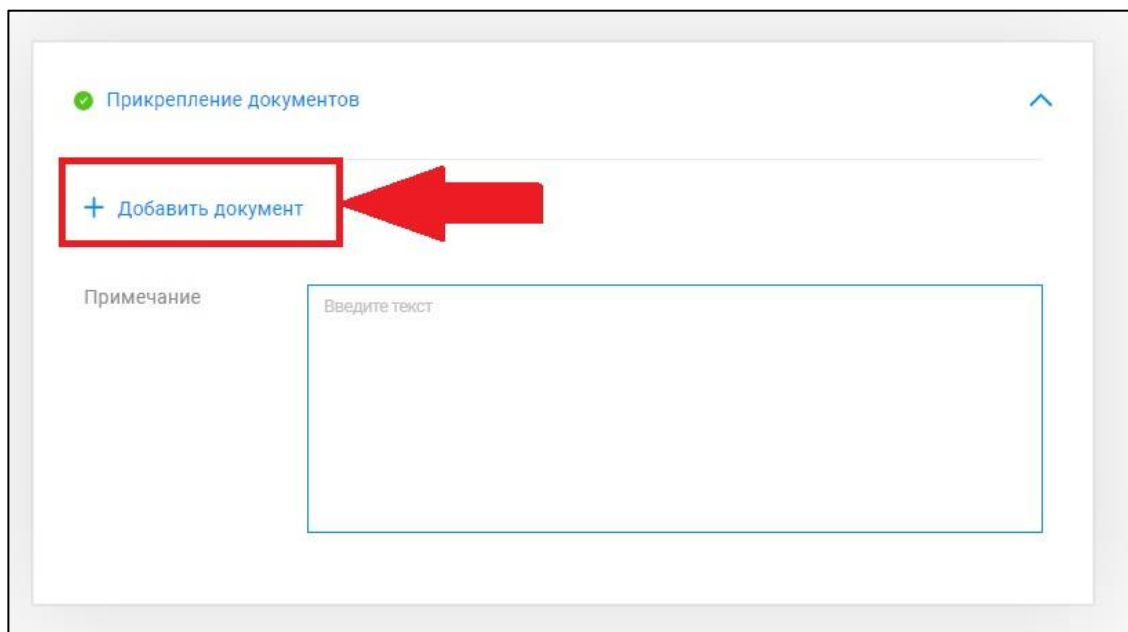 Прикрепление документов
+ Добавить документ
Примечание
Введите текст